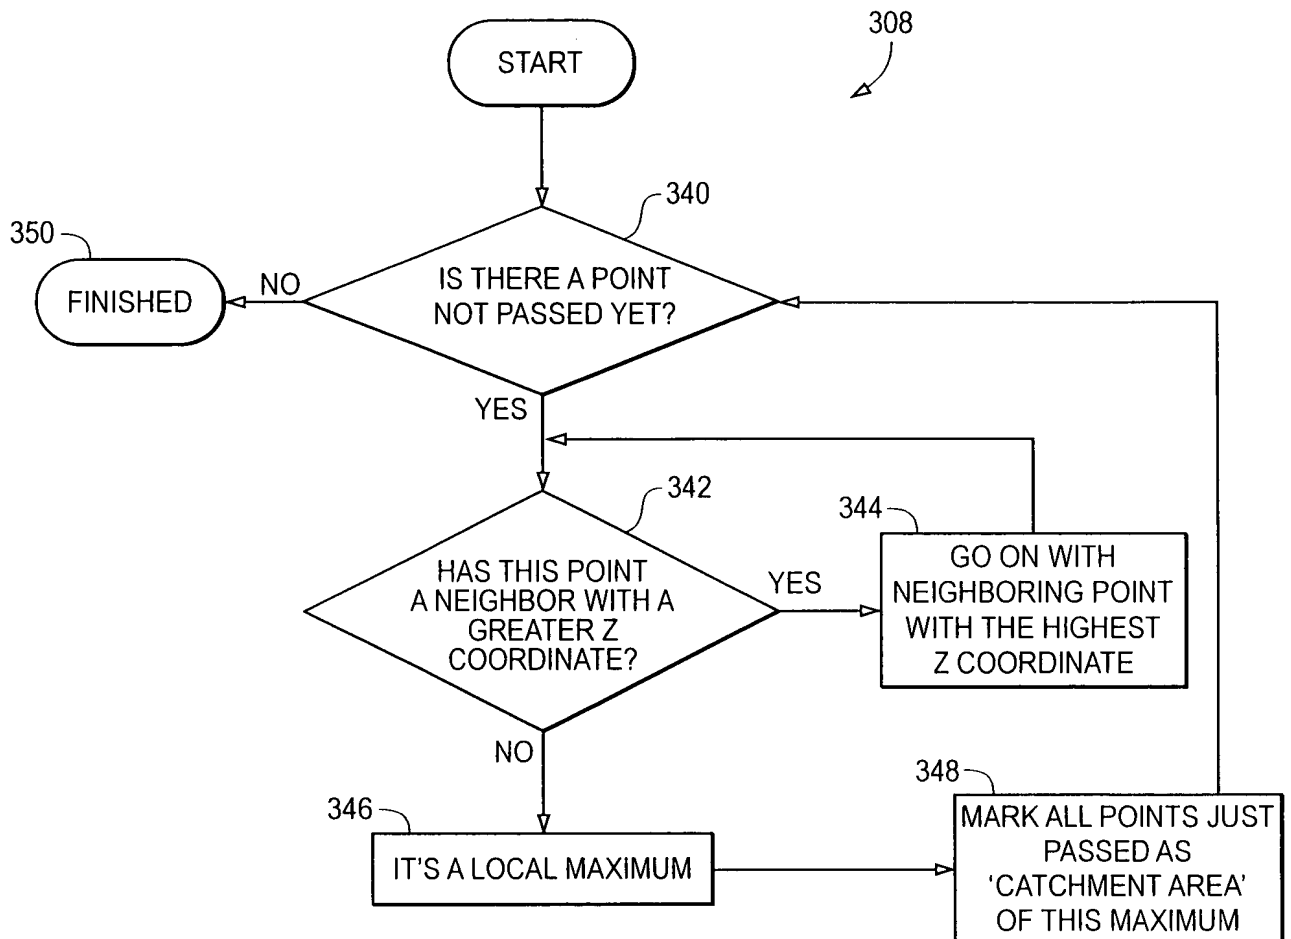 308
START
340
350
IS THERE A POINT
NOT PASSED YET?
NO
FINISHED
YES
342
344
HAS THIS POINT
A NEIGHBOR WITH A
GREATER Z
COORDINATE?
YES
GO ON WITH
NEIGHBORING POINT
WITH THE HIGHEST
Z COORDINATE
NO
346
IT'S A LOCAL MAXIMUM
348
MARK ALL POINTS JUST
PASSED AS
'CATCHMENT AREA'
OF THIS MAXIMUM